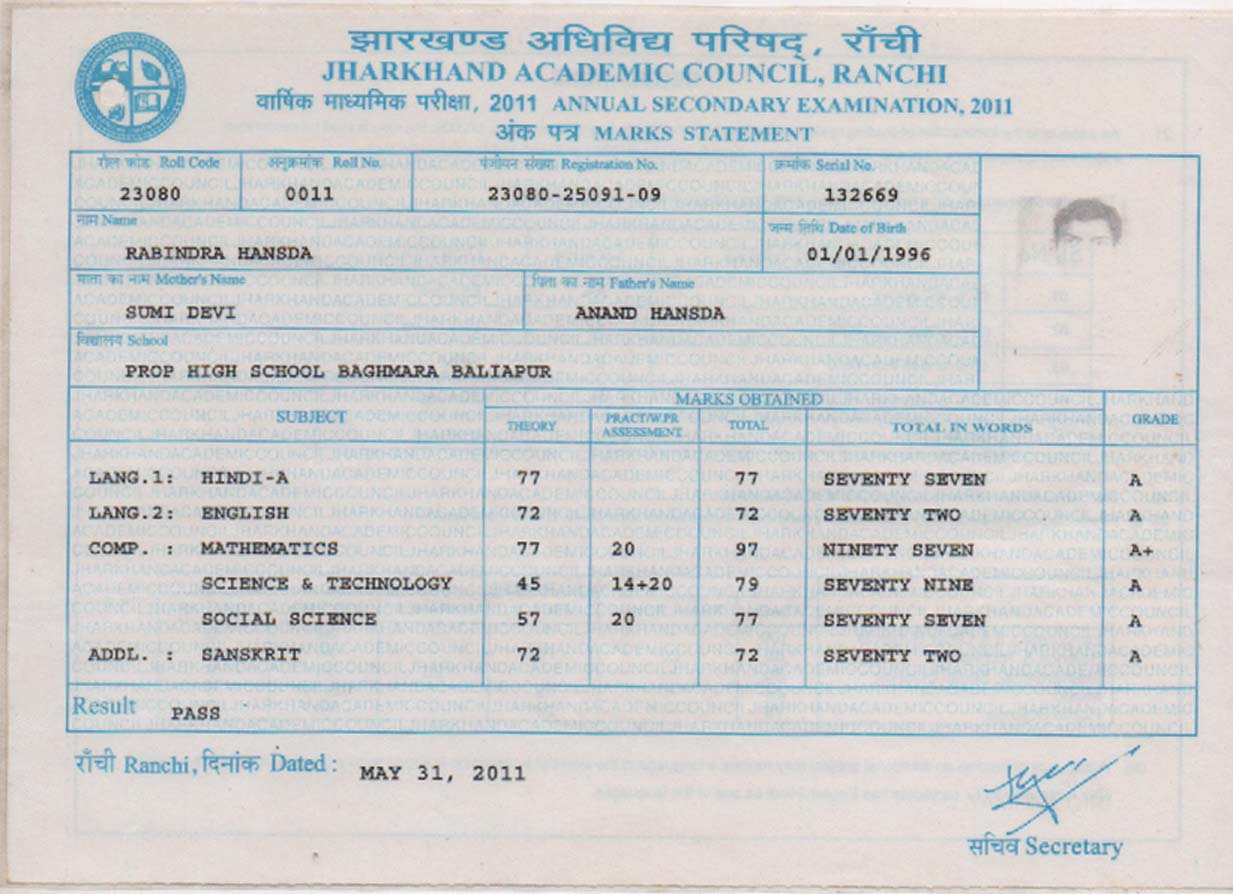 झारखण्ड अधिविद्य परिषद्, राँची
JHARKHAND ACADEMIC COUNCIL, RANCHI
वार्षिक माध्यमिक परीक्षा, 2011 ANNUAL SECONDARY EXAMINATION, 2011
अंक पत्र MARKS STATEMENT
रौल कोड Roll Code अनुक्रमांक Roll No. पंजीयन संख्या Registration No. क्रमांक Serial No.
23080 0011 23080-25091-09 132669
नाम Name जन्म तिथि Date of Birth
RABINDRA HANSDA 01/01/1996
माता का नाम Mother's Name पिता का नाम Father's Name
SUMI DEVI ANAND HANSDA
विद्यालय School
PROP HIGH SCHOOL BAGHMARA BALIAPUR
MARKS OBTAINED
SUBJECT THEORY PRACT/W.PR ASSESSMENT TOTAL TOTAL IN WORDS GRADE
LANG.1: HINDI-A 77 77 SEVENTY SEVEN A
LANG.2: ENGLISH 72 72 SEVENTY TWO A
COMP. : MATHEMATICS 77 20 97 NINETY SEVEN A+
SCIENCE & TECHNOLOGY 45 14+20 79 SEVENTY NINE A
SOCIAL SCIENCE 57 20 77 SEVENTY SEVEN A
ADDL. : SANSKRIT 72 72 SEVENTY TWO A
Result PASS
राँची Ranchi, दिनांक Dated : MAY 31, 2011
सचिव Secretary